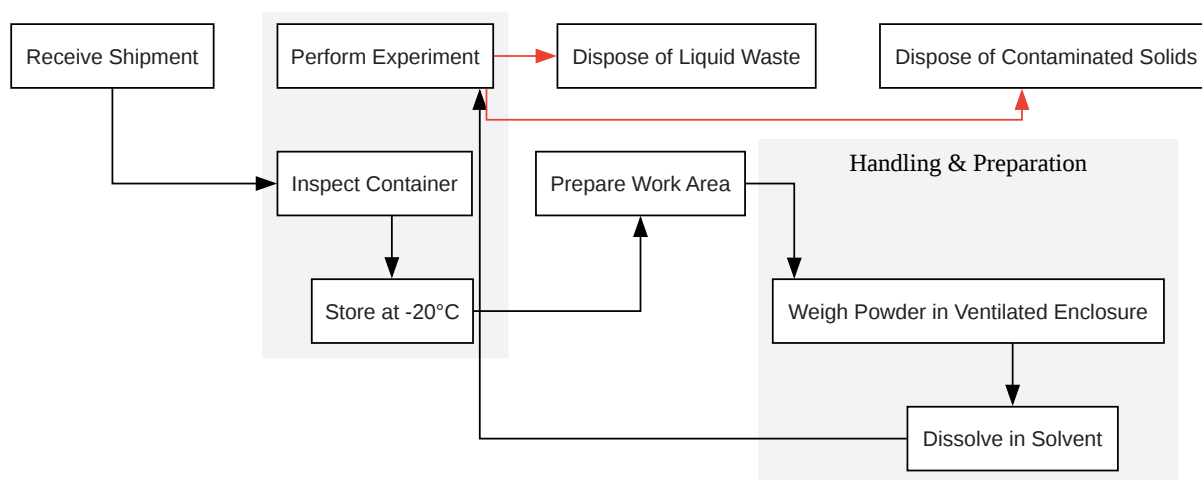 Receive Shipment
Perform Experiment
Dispose of Liquid Waste
Dispose of Contaminated Solids
Handling & Preparation
Inspect Container
Prepare Work Area
Store at -20°C
Weigh Powder in Ventilated Enclosure
Dissolve in Solvent